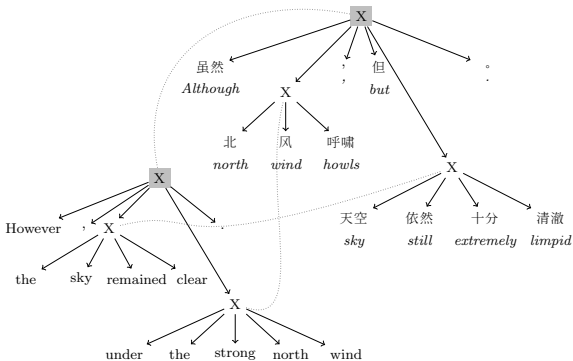 X
虽然 , 但 。
Although , but .
X
北 风 呼啸
north wind howls
X
天空 依然 十分 清澈
sky still extremely limpid
X
However , X .
the sky remained clear
X
under the strong north wind